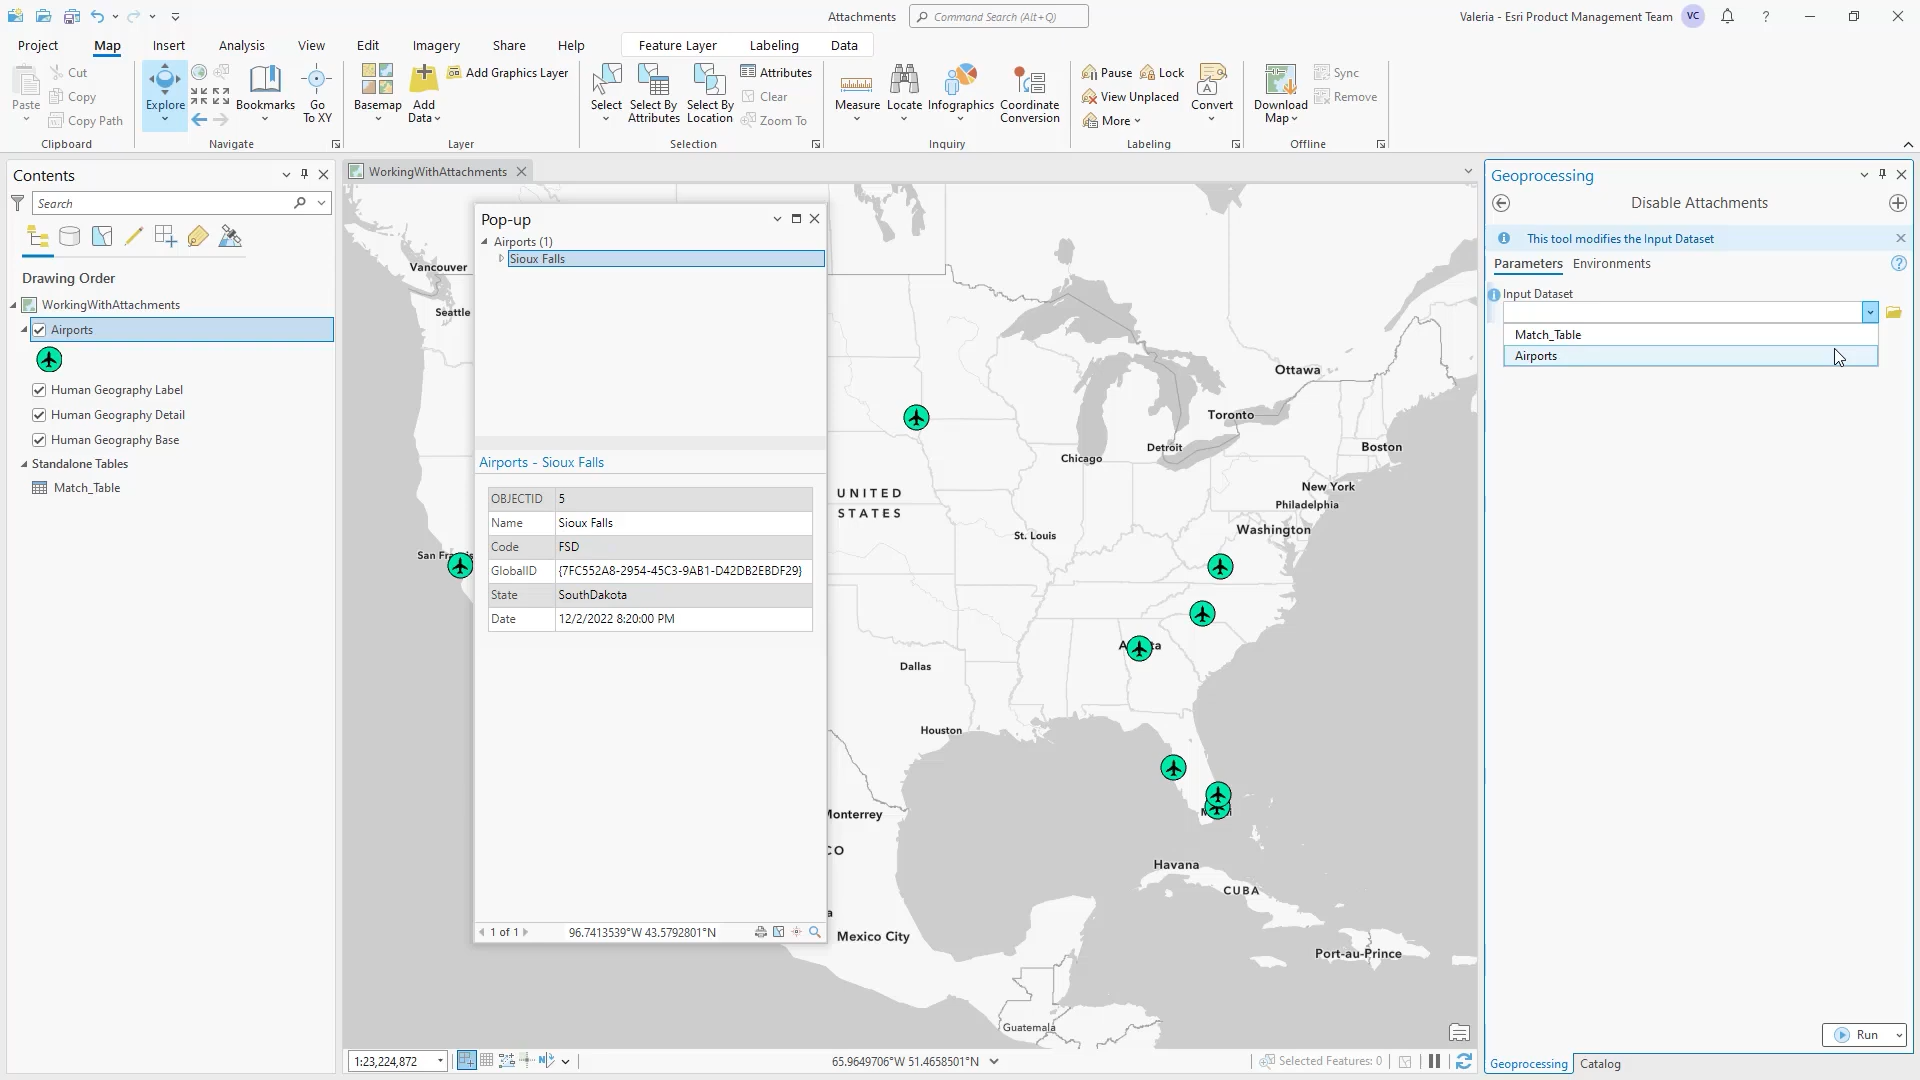 Attachments
Command Search (Alt+Q)
Valeria - Esri Product Management Team
VC
?
Project
Map
Insert
Analysis
View
Edit
Imagery
Share
Help
Feature Layer
Labeling
Data
Paste
Cut
Copy
Copy Path
Clipboard
Explore
Bookmarks
Go
To XY
Navigate
Basemap
Add
Data
Add Graphics Layer
Layer
Select
Select By
Attributes
Select By
Location
Attributes
Clear
Zoom To
Selection
Measure
Locate
Infographics
Coordinate
Conversion
Inquiry
Pause
Lock
View Unplaced
More
Convert
Labeling
Download
Map
Sync
Remove
Offline
Contents
Search
Drawing Order
WorkingWithAttachments
Airports
Human Geography Label
Human Geography Detail
Human Geography Base
Standalone Tables
Match_Table
WorkingWithAttachments
Pop-up
Airports (1)
Sioux Falls
Airports - Sioux Falls
OBJECTID 5
Name Sioux Falls
Code FSD
GlobalID {7FC552A8-2954-45C3-9AB1-D42DB2EBDF29}
State SouthDakota
Date 12/2/2022 8:20:00 PM
1 of 1
96.7413539°W 43.5792801°N
Vancouver
Seattle
San Fra
UNITED
STATES
Chicago
Detroit
Toronto
Ottawa
Boston
New York
Philadelphia
Washington
St. Louis
A ta
Dallas
Houston
M i
Monterrey
CO
a
Mexico City
Havana
CUBA
Port-au-Prince
Guatemala
1:23,224,872
65.9649706°W 51.4658501°N
Selected Features: 0
Geoprocessing
Disable Attachments
This tool modifies the Input Dataset
Parameters
Environments
?
Input Dataset
Match_Table
Airports
Run
Geoprocessing
Catalog